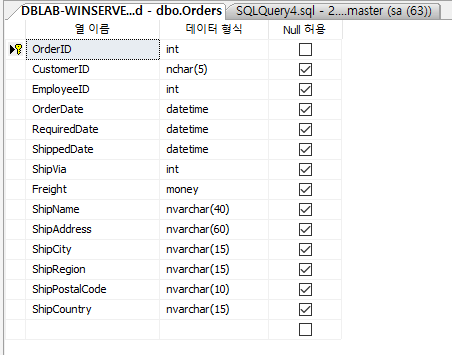 DBLAB-WINSERVE...d - dbo.Orders SQLQuery4.sql - 2....master (sa (63))
열 이름 데이터 형식 Null 허용
OrderID int
CustomerID nchar(5)
EmployeeID int
OrderDate datetime
RequiredDate datetime
ShippedDate datetime
ShipVia int
Freight money
ShipName nvarchar(40)
ShipAddress nvarchar(60)
ShipCity nvarchar(15)
ShipRegion nvarchar(15)
ShipPostalCode nvarchar(10)
ShipCountry nvarchar(15)